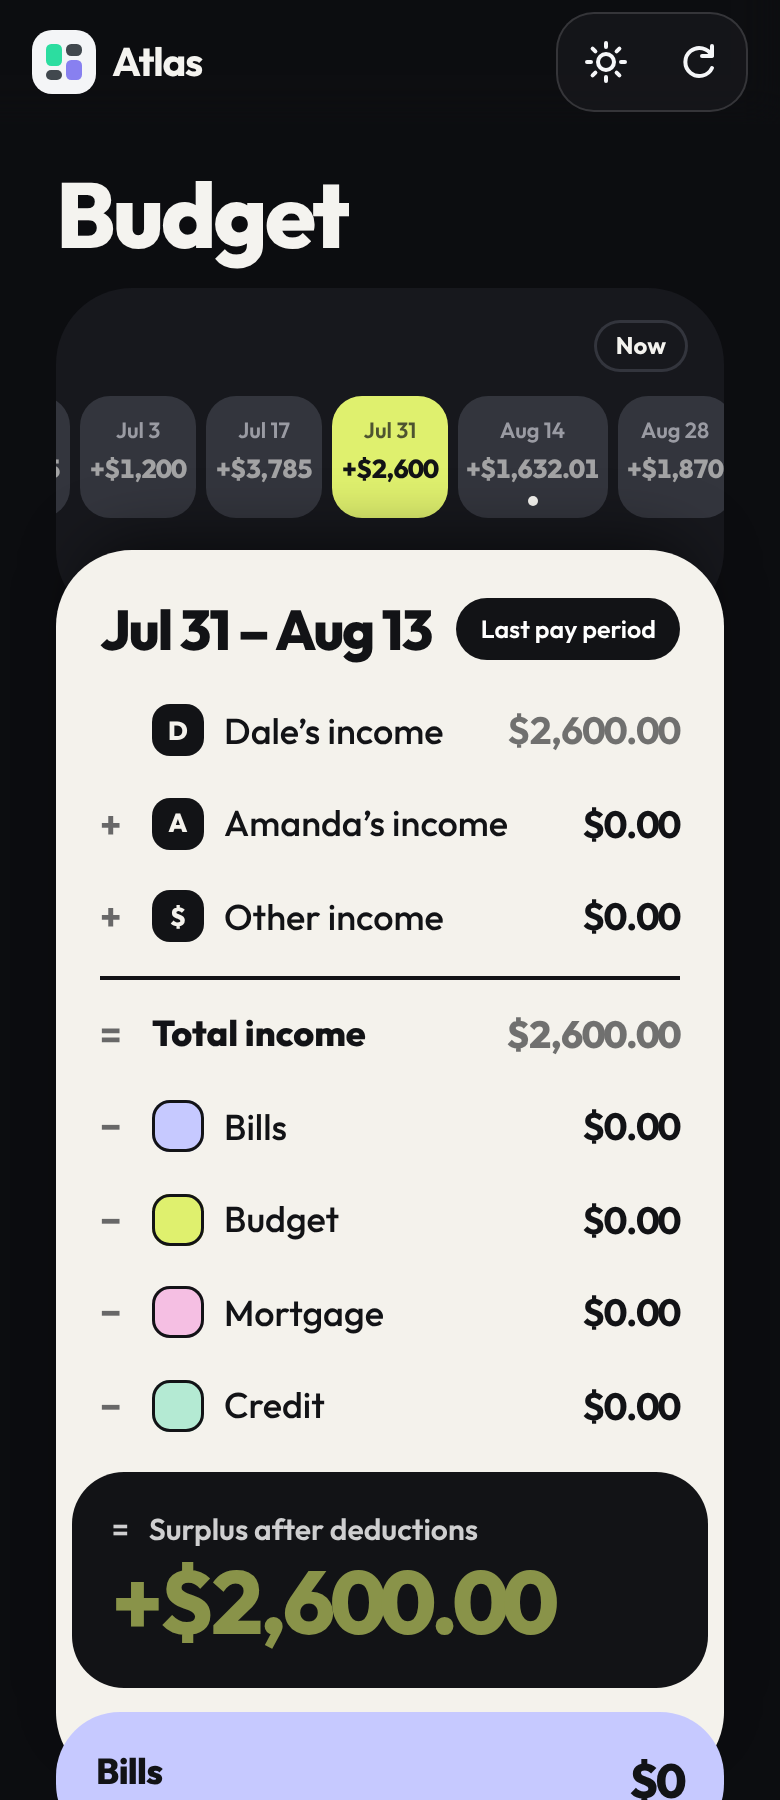 Atlas
Budget
Now
Jul 3
+$1,200
Jul 17
+$3,785
Jul 31
+$2,600
Aug 14
+$1,632.01
Aug 28
+$1,870
Jul 31 – Aug 13
Last pay period
D Dale’s income $2,600.00
+ A Amanda’s income $0.00
+ $ Other income $0.00
= Total income $2,600.00
− Bills $0.00
− Budget $0.00
− Mortgage $0.00
− Credit $0.00
= Surplus after deductions
+$2,600.00
Bills $0